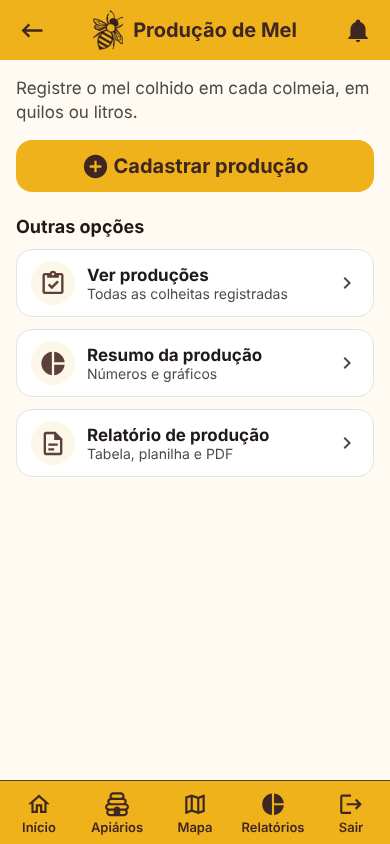 Produção de Mel
Registre o mel colhido em cada colmeia, em
quilos ou litros.
Cadastrar produção
Outras opções
Ver produções
Todas as colheitas registradas
Resumo da produção
Números e gráficos
Relatório de produção
Tabela, planilha e PDF
Início
Apiários
Mapa
Relatórios
Sair